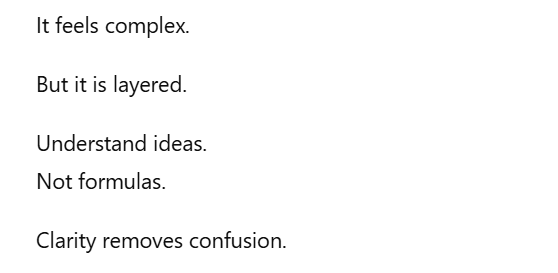 It feels complex.
But it is layered.
Understand ideas.
Not formulas.
Clarity removes confusion.